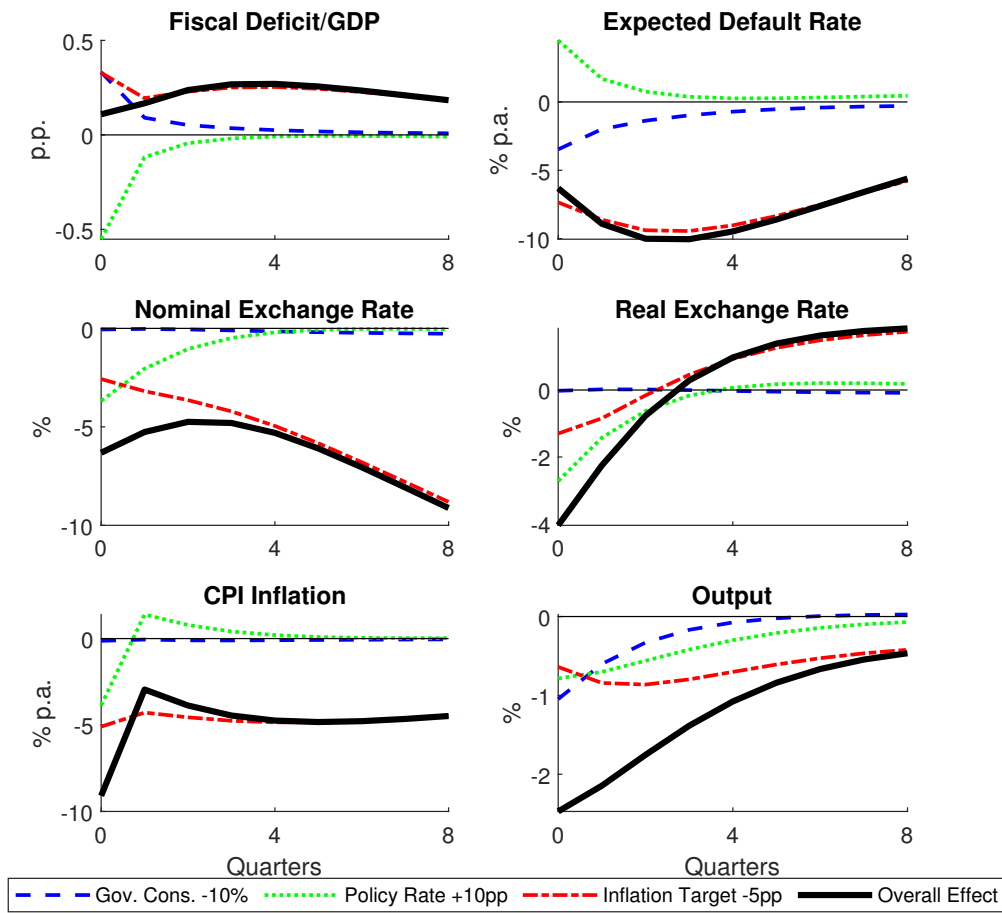 Fiscal Deficit/GDP
0.5
0
-0.5
p.p.
0
4
8
Expected Default Rate
0
-5
-10
% p.a.
0
4
8
Nominal Exchange Rate
0
-5
-10
%
0
4
8
Real Exchange Rate
0
-2
-4
%
0
4
8
CPI Inflation
0
-5
-10
% p.a.
0
4
8
Quarters
Output
0
-1
-2
%
0
4
8
Quarters
Gov. Cons. -10%
Policy Rate +10pp
Inflation Target -5pp
Overall Effect